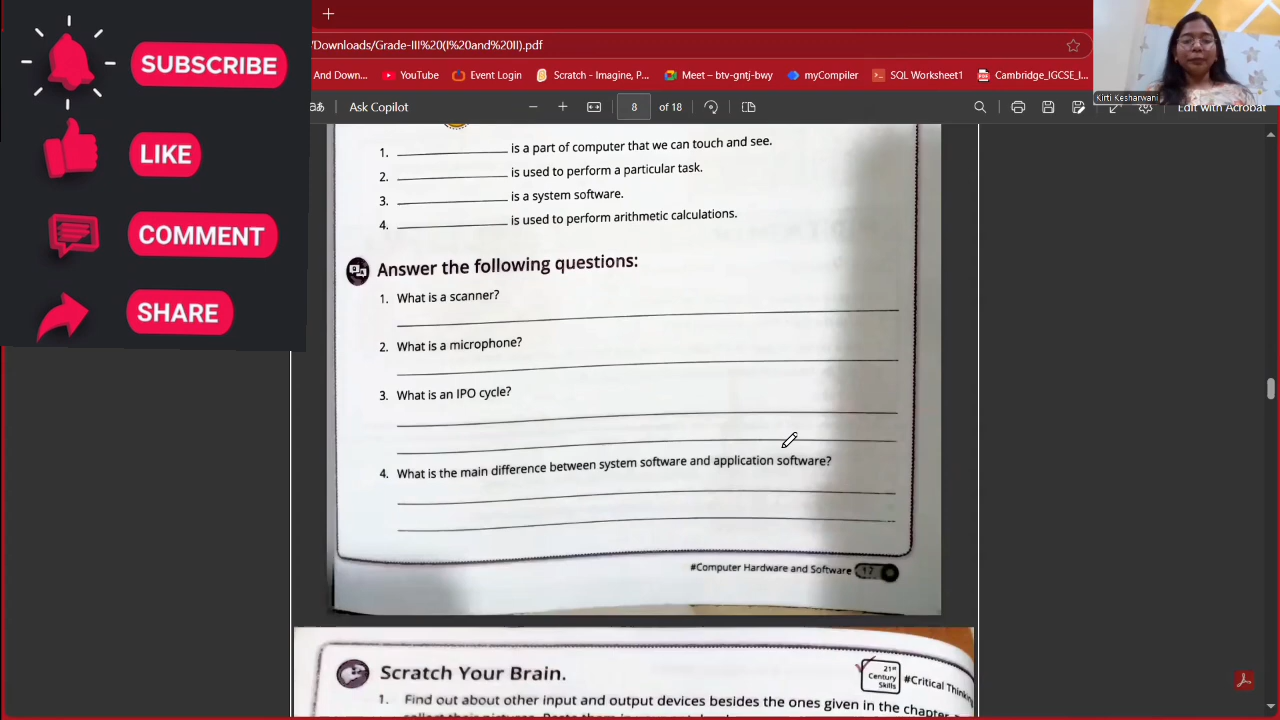 SUBSCRIBE
LIKE
COMMENT
SHARE
/Downloads/Grade-III%20(I%20and%20II).pdf
And Down...
YouTube
Event Login
Scratch - Imagine, P...
Meet – btv-gntj-bwy
myCompiler
SQL Worksheet1
Cambridge_IGCSE_I...
Kirti Kesharwani
Ask Copilot
8
of 18
Edit with Acrobat
1. ____________ is a part of computer that we can touch and see.
2. ____________ is used to perform a particular task.
3. ____________ is a system software.
4. ____________ is used to perform arithmetic calculations.
Answer the following questions:
1. What is a scanner?
2. What is a microphone?
3. What is an IPO cycle?
4. What is the main difference between system software and application software?
#Computer Hardware and Software 17
Scratch Your Brain.
21st
Century
Skills
#Critical Thinking
1. Find out about other input and output devices besides the ones given in the chapter